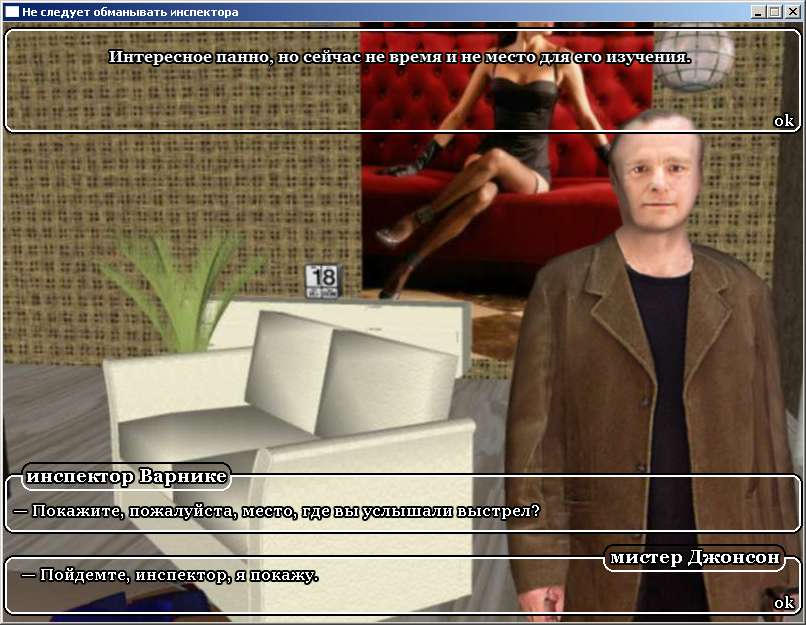 Не следует обманывать инспектора
Интересное панно, но сейчас не время и не место для его изучения.
ok
18
инспектор Варнике
— Покажите, пожалуйста, место, где вы услышали выстрел?
мистер Джонсон
— Пойдемте, инспектор, я покажу.
ok